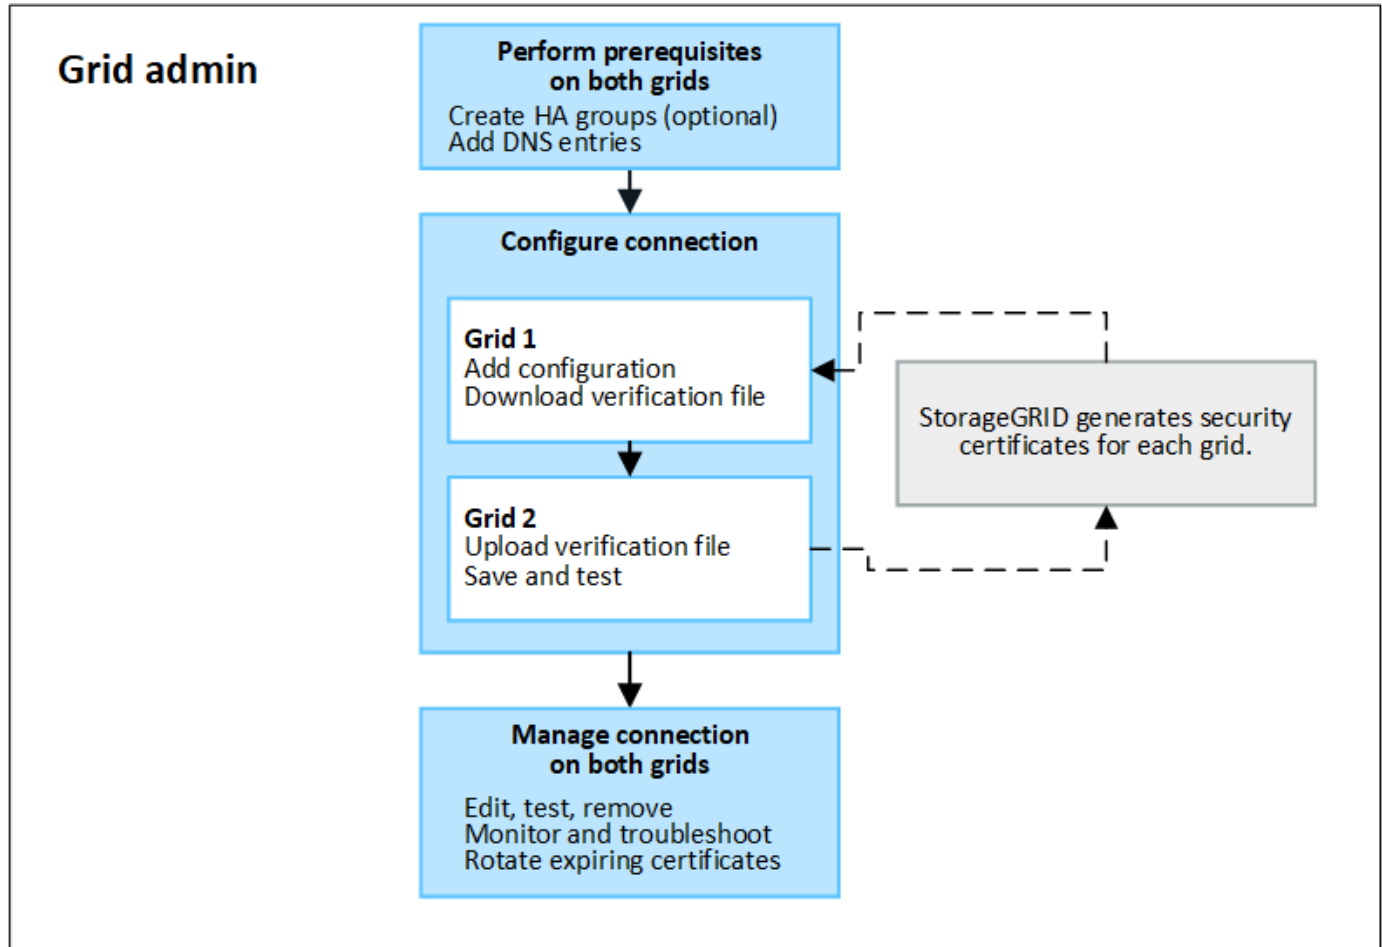 Grid admin
Perform prerequisites
on both grids
Create HA groups (optional)
Add DNS entries
Configure connection
Grid 1
Add configuration
Download verification file
StorageGRID generates security
certificates for each grid.
Grid 2
Upload verification file
Save and test
Manage connection
on both grids
Edit, test, remove
Monitor and troubleshoot
Rotate expiring certificates